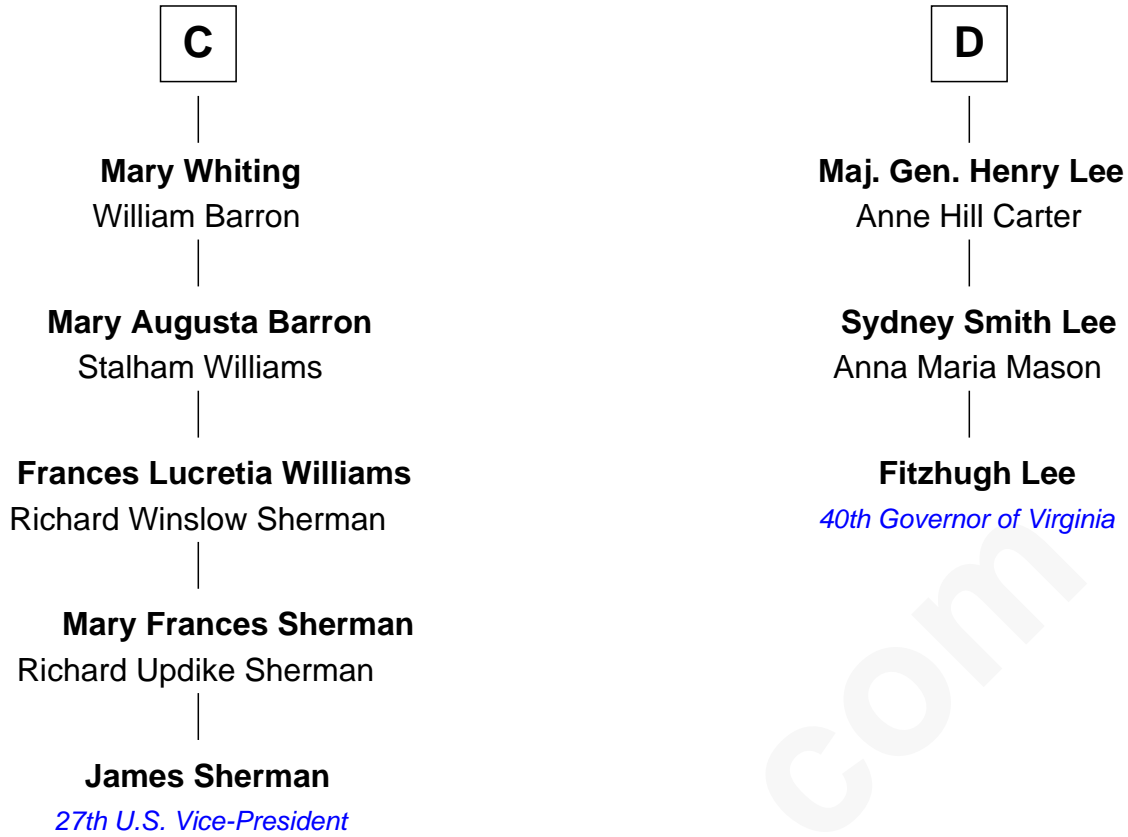 C
Mary Whiting
William Barron
Mary Augusta Barron
Stalham Williams
Frances Lucretia Williams
Richard Winslow Sherman
Mary Frances Sherman
Richard Updike Sherman
James Sherman
27th U.S. Vice-President
D
Maj. Gen. Henry Lee
Anne Hill Carter
Sydney Smith Lee
Anna Maria Mason
Fitzhugh Lee
40th Governor of Virginia
com